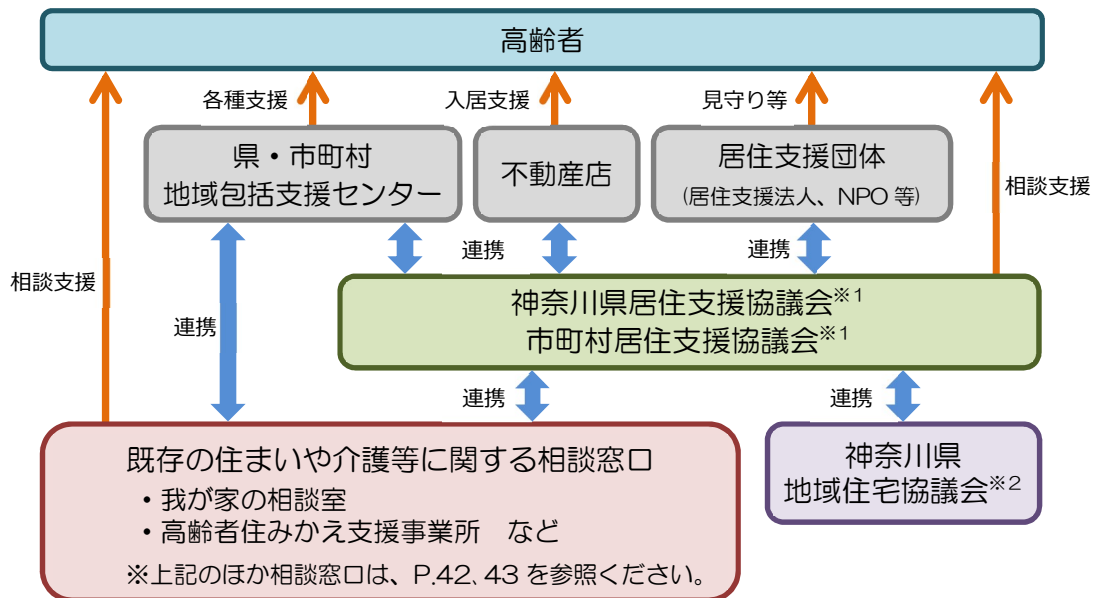 高齢者
各種支援
入居支援
見守り等
県・市町村
地域包括支援センター
不動産店
居住支援団体
(居住支援法人、NPO 等)
相談支援
連携
連携
相談支援
神奈川県居住支援協議会※1
市町村居住支援協議会※1
連携
連携
連携
既存の住まいや介護等に関する相談窓口
・我が家の相談室
・高齢者住みかえ支援事業所　など
※上記のほか相談窓口は、P.42、43 を参照ください。
神奈川県
地域住宅協議会※2